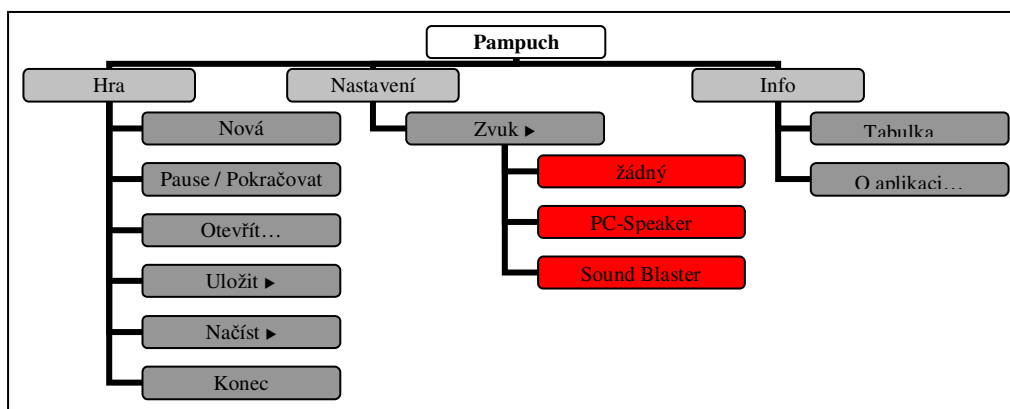 Pampuch
Hra
Nastavení
Info
Nová
Zvuk ▶
Tabulka
Pause / Pokračovat
žádný
O aplikaci…
Otevřít…
PC-Speaker
Uložit ▶
Sound Blaster
Načíst ▶
Konec